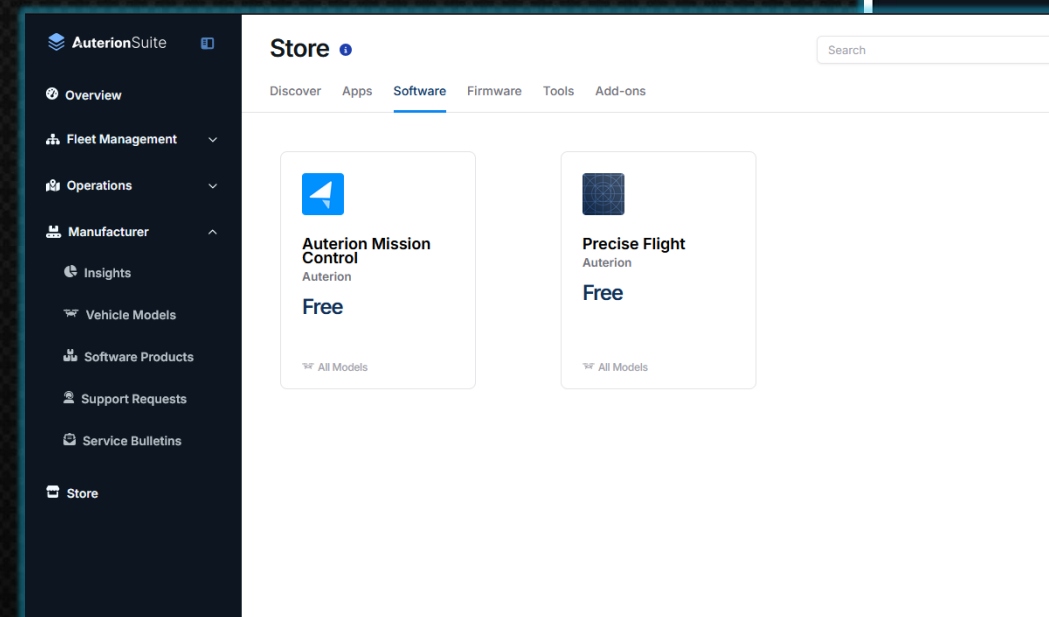 AuterionSuite
Overview
Fleet Management
Operations
Manufacturer
Insights
Vehicle Models
Software Products
Support Requests
Service Bulletins
Store
Store
Search
Discover Apps Software Firmware Tools Add-ons
Auterion Mission
Control
Auterion
Free
All Models
Precise Flight
Auterion
Free
All Models